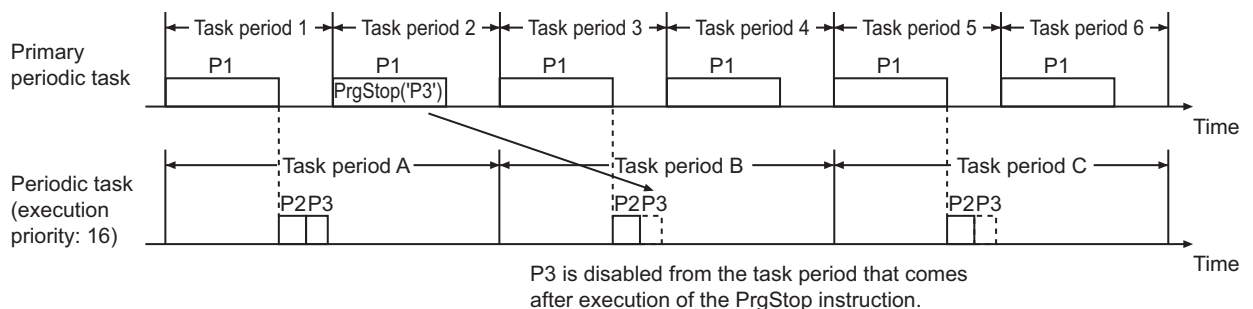 Task period 1
Task period 2
Task period 3
Task period 4
Task period 5
Task period 6
Primary
periodic task
P1
P1
P1
P1
P1
P1
PrgStop('P3')
Time
Task period A
Task period B
Task period C
Periodic task
(execution
priority: 16)
P2 P3
P2 P3
P2 P3
Time
P3 is disabled from the task period that comes
after execution of the PrgStop instruction.